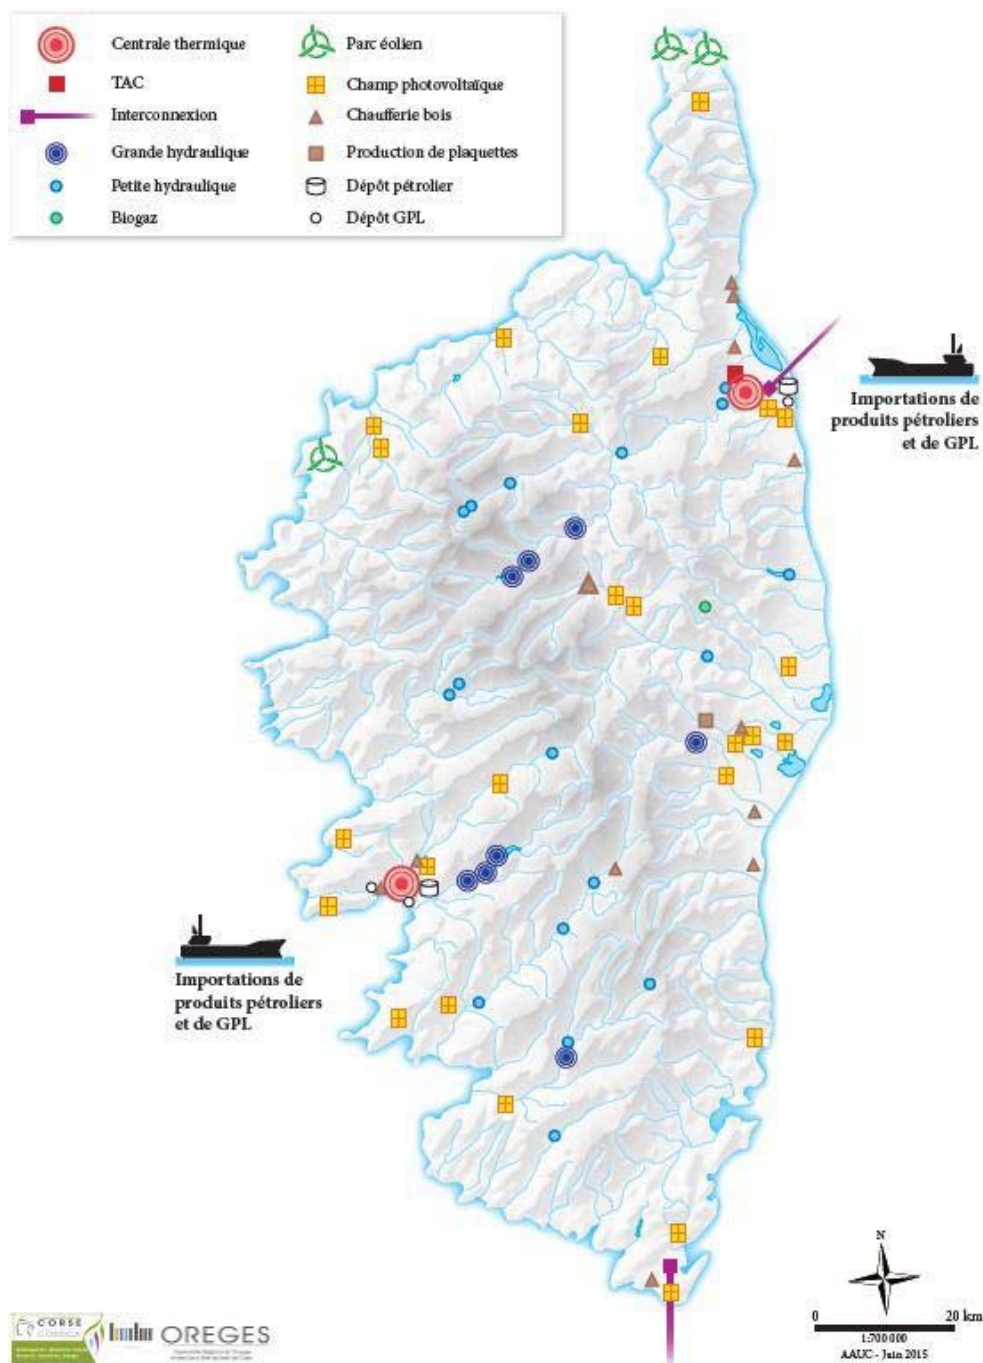 Centrale thermique
TAC
Interconnexion
Grande hydraulique
Petite hydraulique
Biogaz
Parc éolien
Champ photovoltaïque
Chaufferie bois
Production de plaquettes
Dépôt pétrolier
Dépôt GPL
Importations de
produits pétroliers
et de GPL
Importations de
produits pétroliers
et de GPL
N
0 20 km
1:700 000
AAUC - Juin 2015
CORSE
OREGES